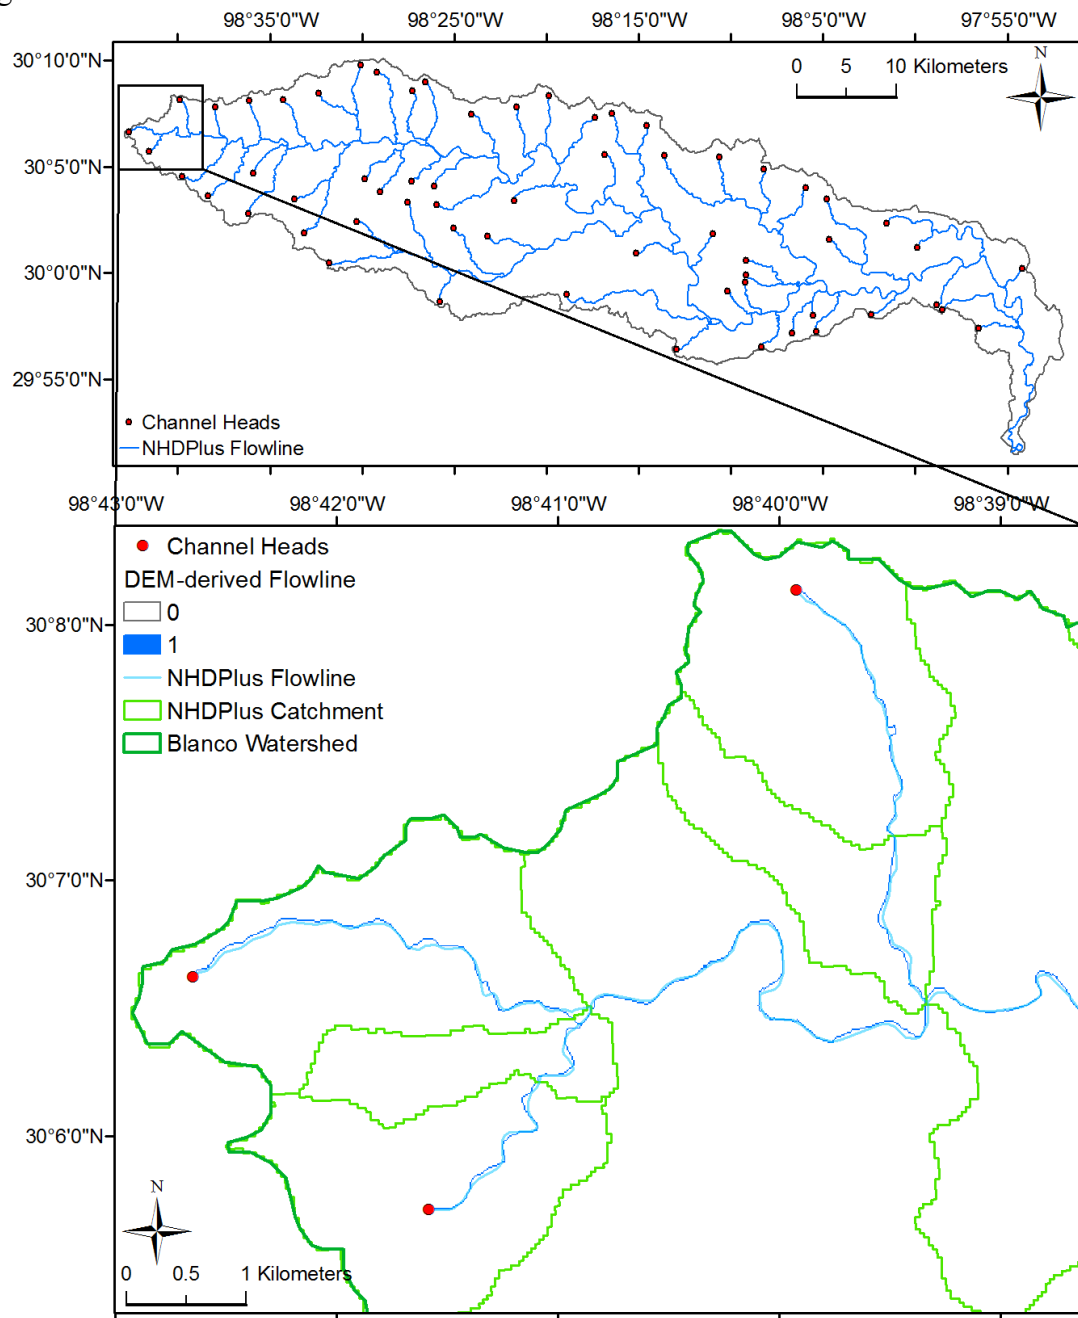 98°35'0"W 98°25'0"W 98°15'0"W 98°5'0"W 97°55'0"W
30°10'0"N
N
0 5 10 Kilometers
30°5'0"N
30°0'0"N
29°55'0"N
Channel Heads
NHDPlus Flowline
98°43'0"W 98°42'0"W 98°41'0"W 98°40'0"W 98°39'0"W
Channel Heads
DEM-derived Flowline
0
1
NHDPlus Flowline
NHDPlus Catchment
Blanco Watershed
30°8'0"N
30°7'0"N
30°6'0"N
N
0 0.5 1 Kilometers